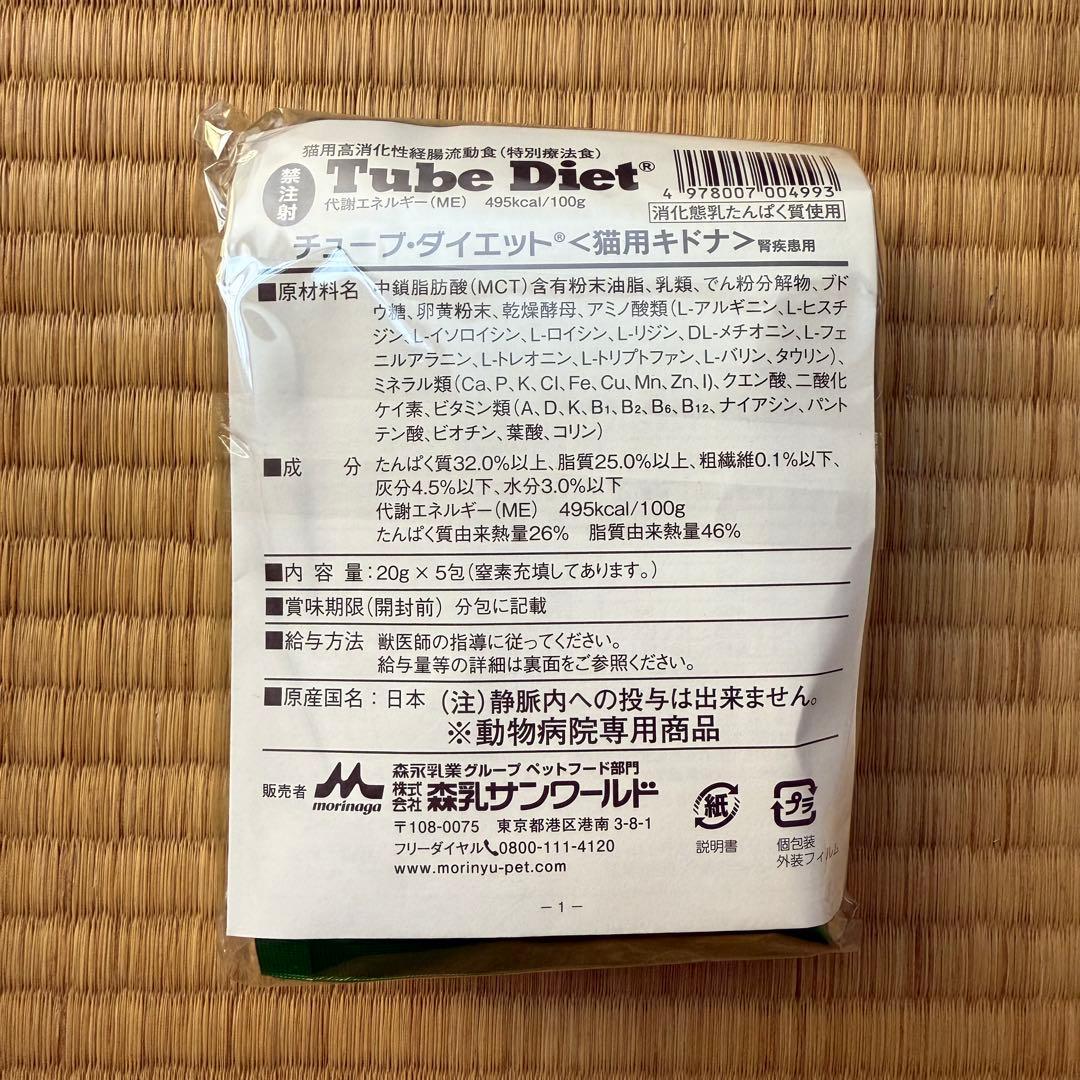 猫用高消化性経腸流動食(特別療法食)
禁注射
Tube Diet®
代謝エネルギー(ME) 495kcal/100g
4 978007 004993
消化態乳たんぱく質使用
チューブ・ダイエット®<猫用キドナ>腎疾患用
■原材料名 中鎖脂肪酸(MCT)含有粉末油脂、乳類、でん粉分解物、ブド
ウ糖、卵黄粉末、乾燥酵母、アミノ酸類(L-アルギニン、L-ヒスチ
ジン、L-イソロイシン、L-ロイシン、L-リジン、DL-メチオニン、L-フェ
ニルアラニン、L-トレオニン、L-トリプトファン、L-バリン、タウリン)、
ミネラル類(Ca、P、K、Cl、Fe、Cu、Mn、Zn、I)、クエン酸、二酸化
ケイ素、ビタミン類(A、D、K、B1、B2、B6、B12、ナイアシン、パント
テン酸、ビオチン、葉酸、コリン)
■成 分 たんぱく質32.0%以上、脂質25.0%以上、粗繊維0.1%以下、
灰分4.5%以下、水分3.0%以下
代謝エネルギー(ME) 495kcal/100g
たんぱく質由来熱量26% 脂質由来熱量46%
■内 容 量:20g×5包(窒素充填してあります。)
■賞味期限(開封前) 分包に記載
■給与方法 獣医師の指導に従ってください。
給与量等の詳細は裏面をご参照ください。
■原産国名:日本 (注)静脈内への投与は出来ません。
※動物病院専用商品
販売者 morinaga
森永乳業グループ ペットフード部門
株式会社 森乳サンワールド
〒108-0075 東京都港区港南3-8-1
フリーダイヤル 0800-111-4120
www.morinyu-pet.com
紙
説明書
プラ
個包装
外装フィルム
-1-